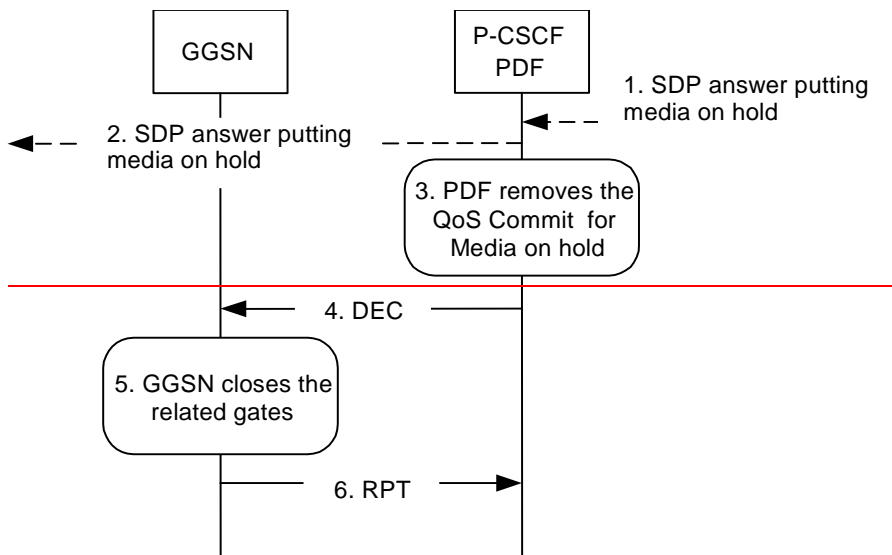 GGSN
P-CSCF
PDF
1. SDP answer putting
media on hold
2. SDP answer putting
media on hold
3. PDF removes the
QoS Commit for
Media on hold
4. DEC
5. GGSN closes the
related gates
6. RPT